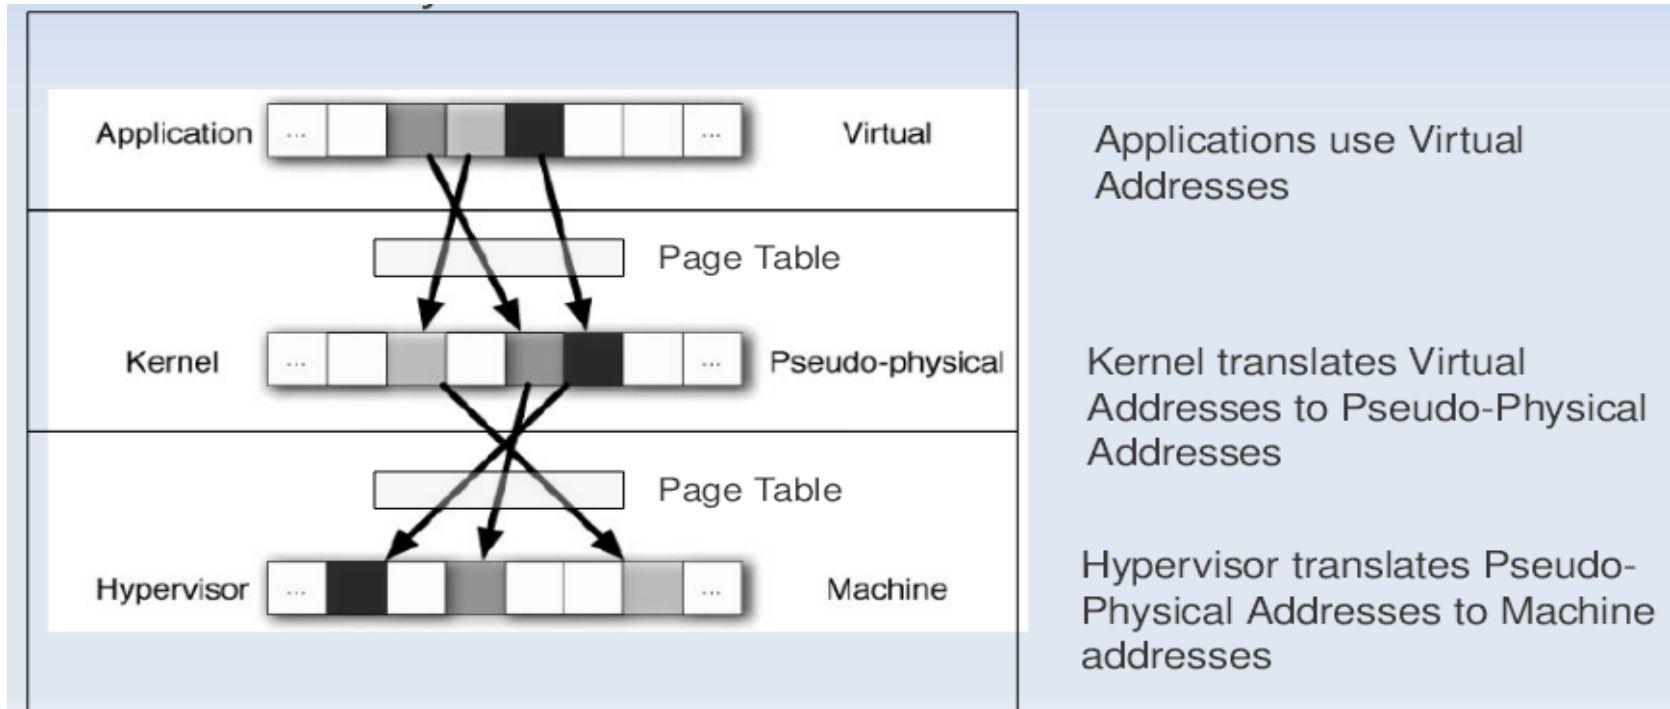 Application ... ... Virtual
Applications use Virtual
Addresses
Page Table
Kernel ... ... Pseudo-physical
Kernel translates Virtual
Addresses to Pseudo-Physical
Addresses
Page Table
Hypervisor ... ... Machine
Hypervisor translates Pseudo-
Physical Addresses to Machine
addresses